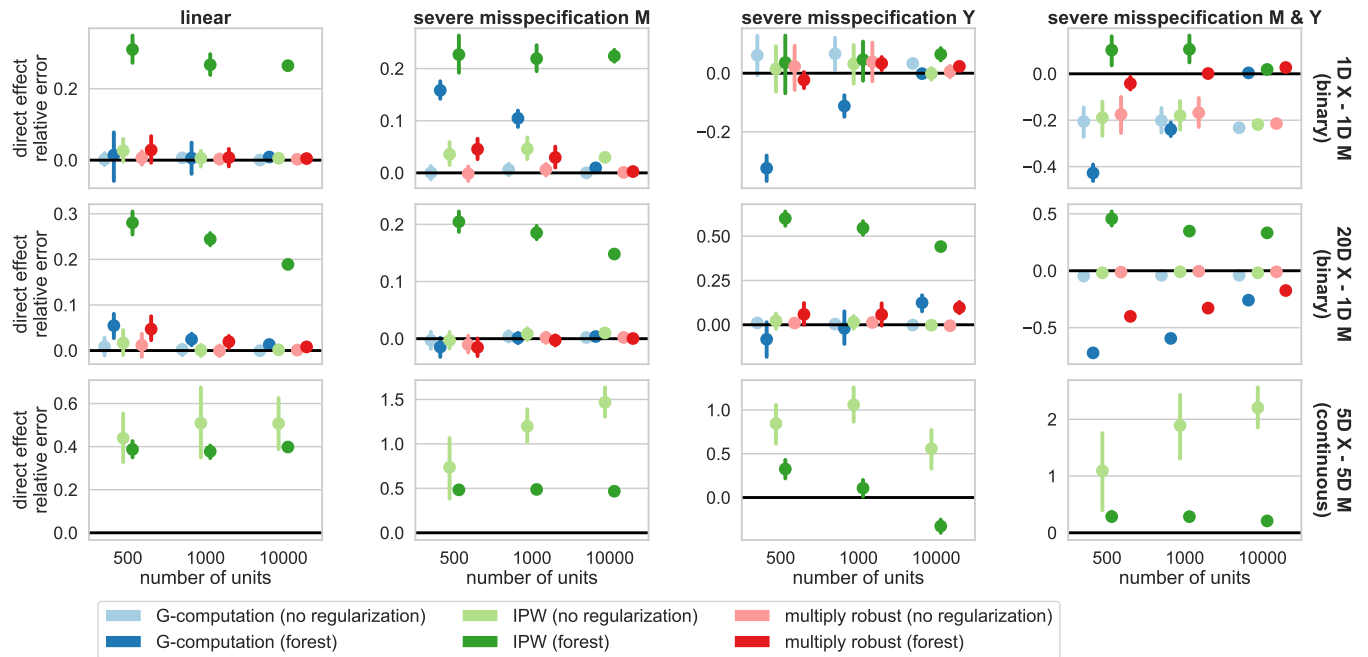 linear
severe misspecification M
severe misspecification Y
severe misspecification M & Y
direct effect
relative error
0.2
0.0
0.2
0.1
0.0
0.0
−0.2
0.0
−0.2
−0.4
1D X - 1D M
(binary)
direct effect
relative error
0.3
0.2
0.1
0.0
0.2
0.1
0.0
0.50
0.25
0.00
0.5
0.0
−0.5
20D X - 1D M
(binary)
direct effect
relative error
0.6
0.4
0.2
0.0
1.5
1.0
0.5
0.0
1.0
0.5
0.0
2
1
0
5D X - 5D M
(continuous)
500 1000 10000
500 1000 10000
500 1000 10000
500 1000 10000
number of units
number of units
number of units
number of units
G-computation (no regularization)
IPW (no regularization)
multiply robust (no regularization)
G-computation (forest)
IPW (forest)
multiply robust (forest)